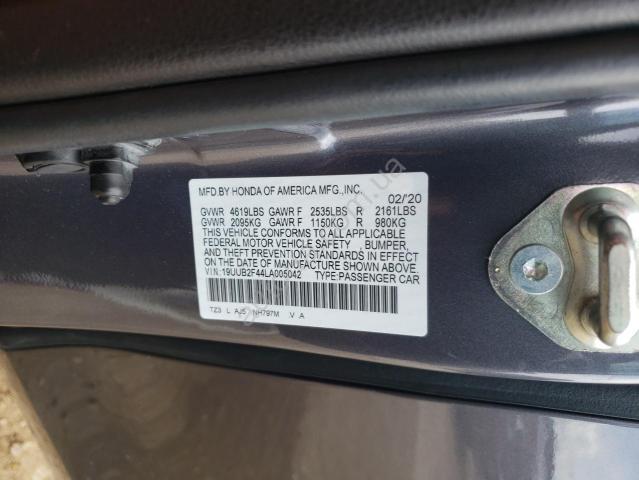 MFD.BY HONDA OF AMERICA MFG.,INC. 02/'20
GVWR 4619LBS GAWR F 2535LBS R 2161LBS
GVWR 2095KG GAWR F 1150KG R 980KG
THIS VEHICLE CONFORMS TO ALL APPLICABLE
FEDERAL MOTOR VEHICLE SAFETY , BUMPER,
AND THEFT PREVENTION STANDARDS IN EFFECT
ON THE DATE OF MANUFACTURE SHOWN ABOVE.
VIN:19UUB2F44LA005042 TYPE:PASSENGER CAR
TZ3 L AJ5 NH797M .V .A